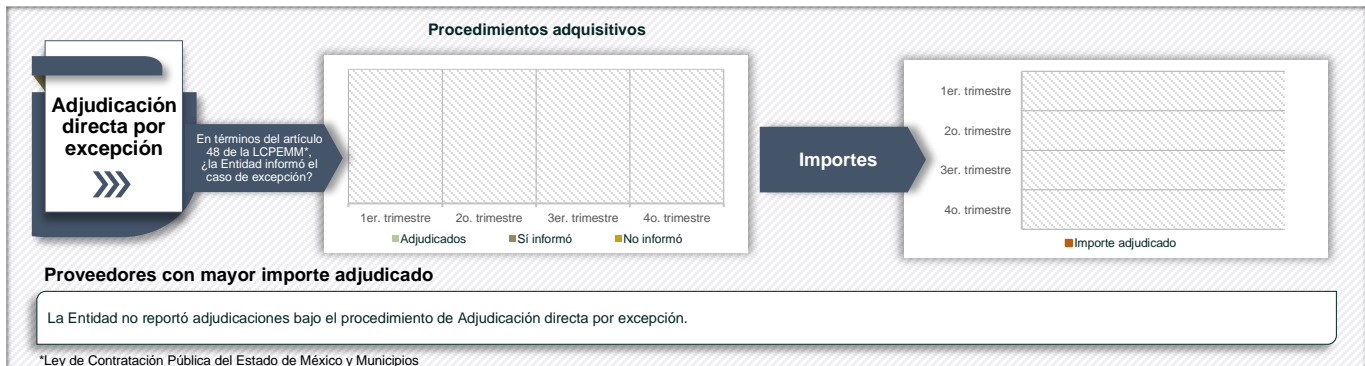 Procedimientos adquisitivos
Adjudicación
directa por
excepción
En términos del artículo
48 de la LCPEMM*,
¿la Entidad informó el
caso de excepción?
1er. trimestre 2o. trimestre 3er. trimestre 4o. trimestre
Adjudicados Sí informó No informó
Importes
1er. trimestre
2o. trimestre
3er. trimestre
4o. trimestre
Importe adjudicado
Proveedores con mayor importe adjudicado
La Entidad no reportó adjudicaciones bajo el procedimiento de Adjudicación directa por excepción.
*Ley de Contratación Pública del Estado de México y Municipios